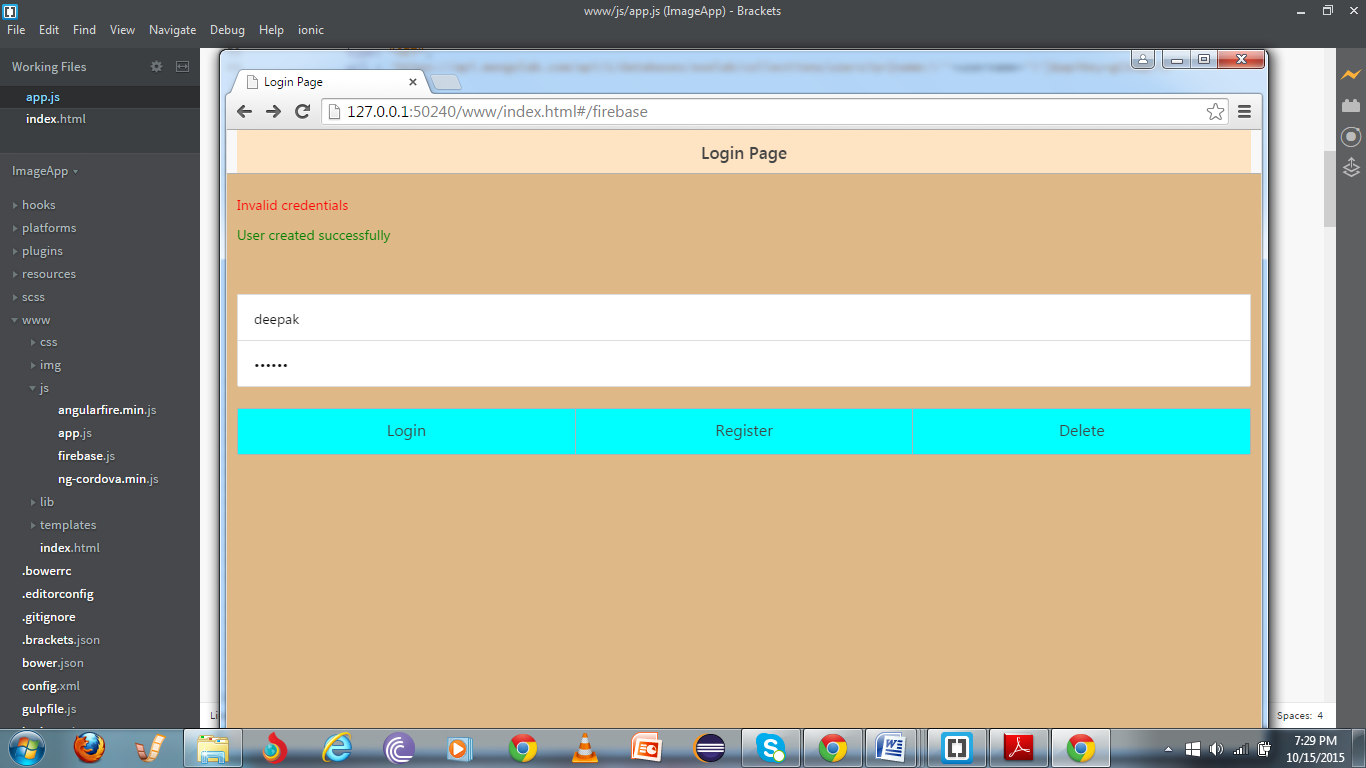 www/js/app.js (ImageApp) - Brackets
File Edit Find View Navigate Debug Help ionic
Working Files
app.js
index.html
ImageApp
hooks
platforms
plugins
resources
scss
www
css
img
js
angularfire.min.js
app.js
firebase.js
ng-cordova.min.js
lib
templates
index.html
.bowerrc
.editorconfig
.gitignore
.brackets.json
bower.json
config.xml
gulpfile.js
Login Page
127.0.0.1:50240/www/index.html#/firebase
Login Page
Invalid credentials
User created successfully
deepak
••••••
Login Register Delete
Li
Spaces: 4
7:29 PM
10/15/2015